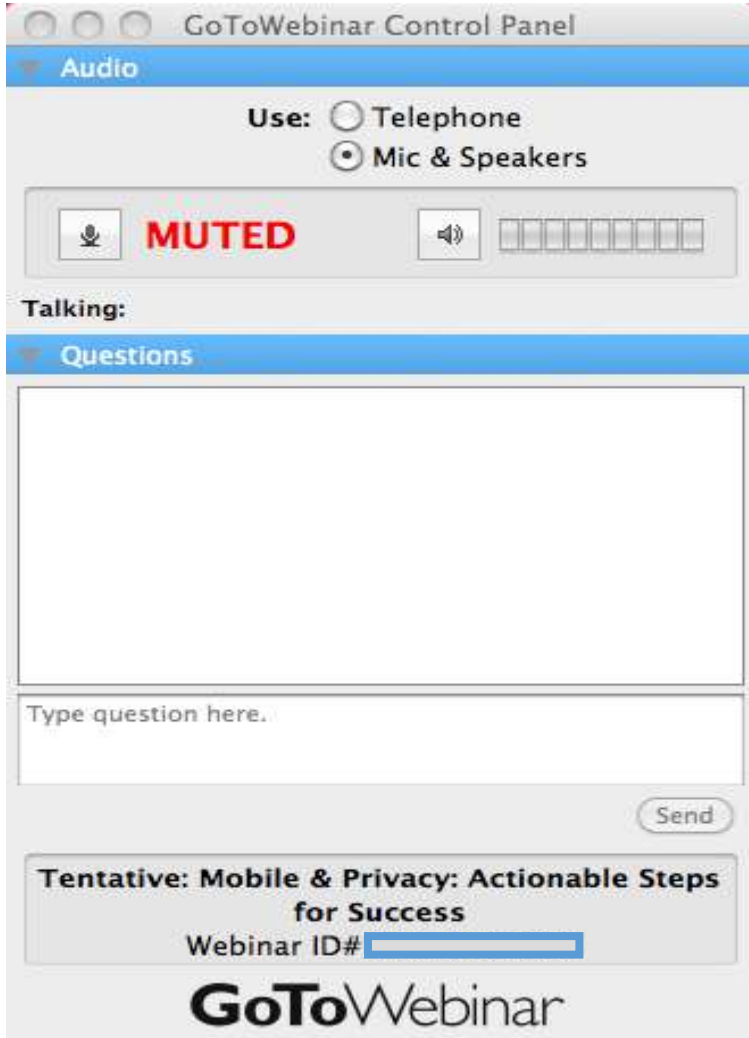 GoToWebinar Control Panel
Audio
Use: Telephone
Mic & Speakers
MUTED
Talking:
Questions
Type question here.
Send
Tentative: Mobile & Privacy: Actionable Steps
for Success
Webinar ID#
GoToWebinar